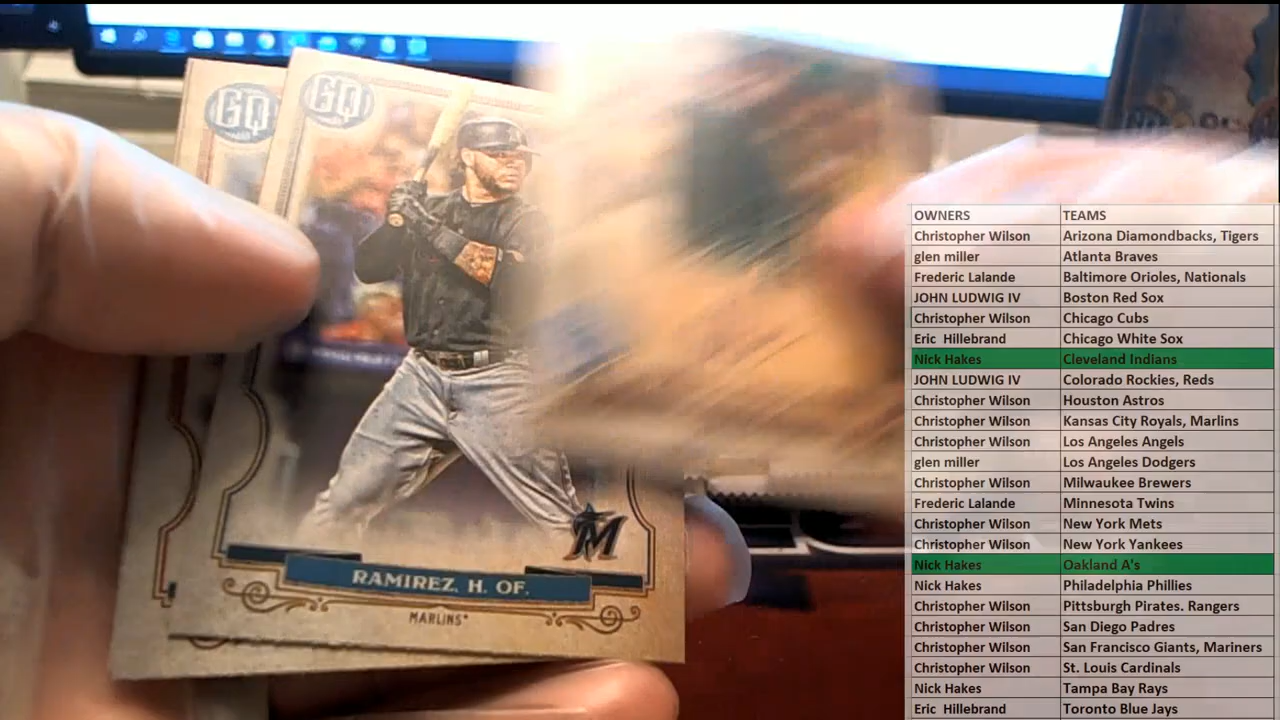 GQ
GQ
RAMIREZ, H. OF.
MARLINS
M
OWNERS TEAMS
Christopher Wilson Arizona Diamondbacks, Tigers
glen miller Atlanta Braves
Frederic Lalande Baltimore Orioles, Nationals
JOHN LUDWIG IV Boston Red Sox
Christopher Wilson Chicago Cubs
Eric Hillebrand Chicago White Sox
Nick Hakes Cleveland Indians
JOHN LUDWIG IV Colorado Rockies, Reds
Christopher Wilson Houston Astros
Christopher Wilson Kansas City Royals, Marlins
Christopher Wilson Los Angeles Angels
glen miller Los Angeles Dodgers
Christopher Wilson Milwaukee Brewers
Frederic Lalande Minnesota Twins
Christopher Wilson New York Mets
Christopher Wilson New York Yankees
Nick Hakes Oakland A's
Nick Hakes Philadelphia Phillies
Christopher Wilson Pittsburgh Pirates. Rangers
Christopher Wilson San Diego Padres
Christopher Wilson San Francisco Giants, Mariners
Christopher Wilson St. Louis Cardinals
Nick Hakes Tampa Bay Rays
Eric Hillebrand Toronto Blue Jays